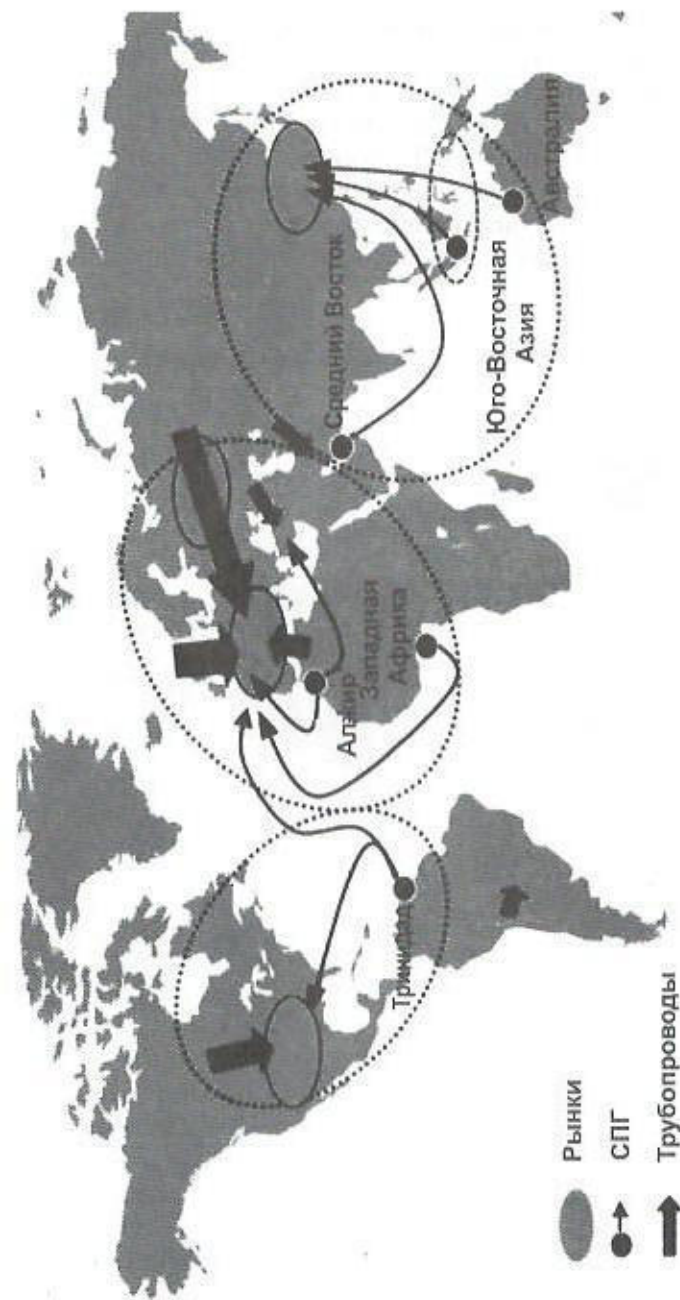 Средний Восток
Юго-Восточная
Азия
Австралия
Алжир
Западная
Африка
Тринидад
Рынки
СПГ
Трубопроводы